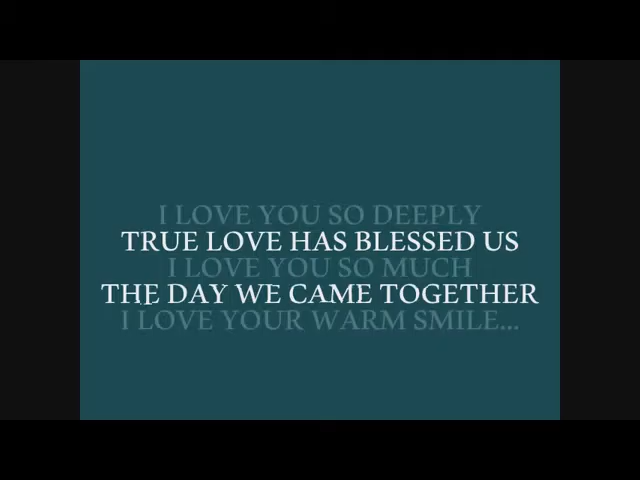 I LOVE YOU SO DEEPLY
TRUE LOVE HAS BLESSED US
I LOVE YOU SO MUCH
THE DAY WE CAME TOGETHER
I LOVE YOUR WARM SMILE...